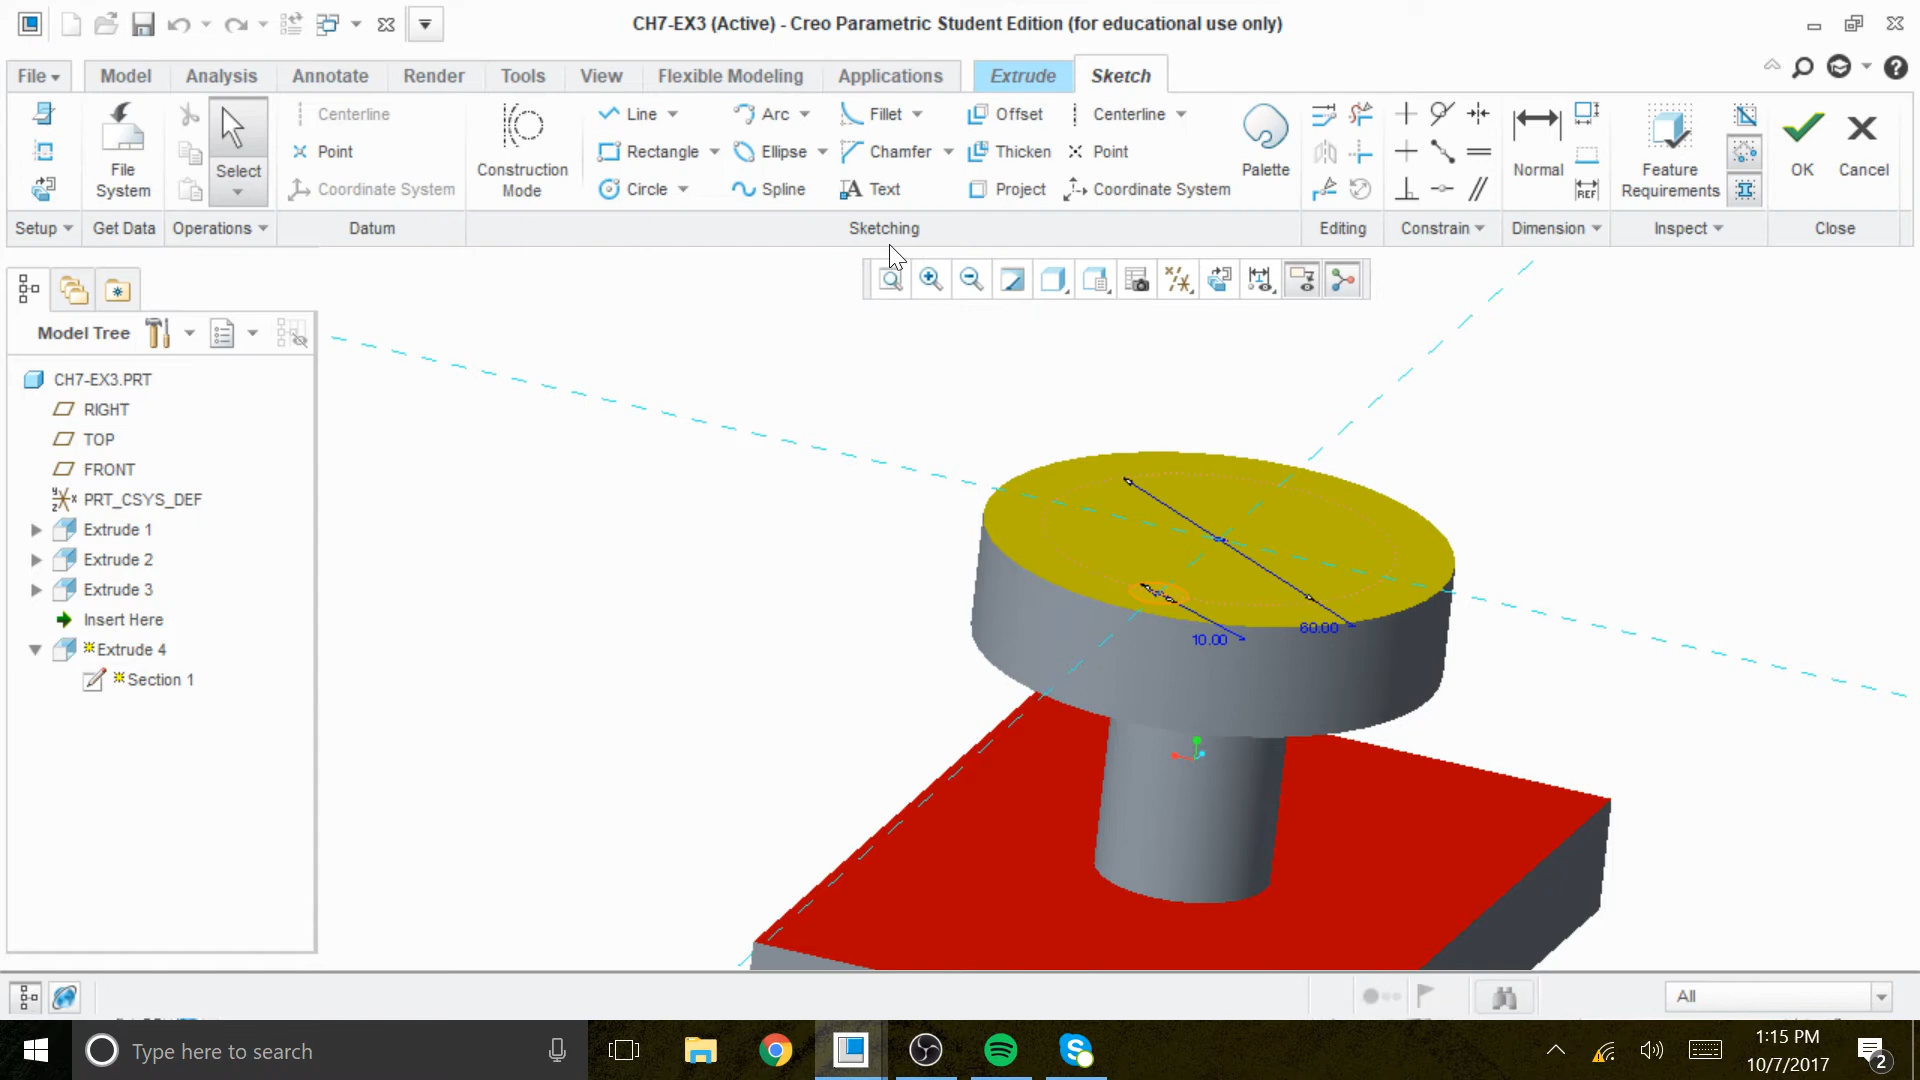 CH7-EX3 (Active) - Creo Parametric Student Edition (for educational use only)
File Model Analysis Annotate Render Tools View Flexible Modeling Applications Extrude Sketch
Centerline Line Arc Fillet Offset Centerline
Point Rectangle Ellipse Chamfer Thicken Point
Coordinate System Circle Spline Text Project Coordinate System
File System Select Construction Mode Palette Normal Feature Requirements OK Cancel
REF
Setup Get Data Operations Datum Sketching Editing Constrain Dimension Inspect Close
Model Tree
CH7-EX3.PRT
RIGHT
TOP
FRONT
PRT_CSYS_DEF
Extrude 1
Extrude 2
Extrude 3
Insert Here
Extrude 4
Section 1
60.00
10.00
All
Type here to search
1:15 PM
10/7/2017
2